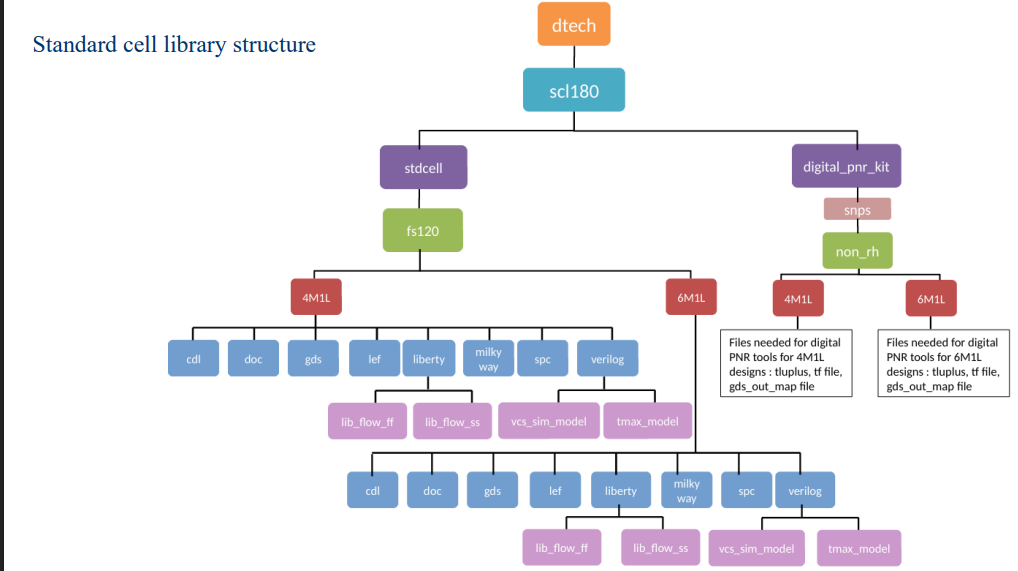 Standard cell library structure
dtech
scl180
stdcell
digital_pnr_kit
snps
fs120
non_rh
4M1L
6M1L
4M1L
6M1L
Files needed for digital
PNR tools for 4M1L
designs : tluplus, tf file,
gds_out_map file
Files needed for digital
PNR tools for 6M1L
designs : tluplus, tf file,
gds_out_map file
cdl
doc
gds
lef
liberty
milky
way
spc
verilog
lib_flow_ff
lib_flow_ss
vcs_sim_model
tmax_model
cdl
doc
gds
lef
liberty
milky
way
spc
verilog
lib_flow_ff
lib_flow_ss
vcs_sim_model
tmax_model